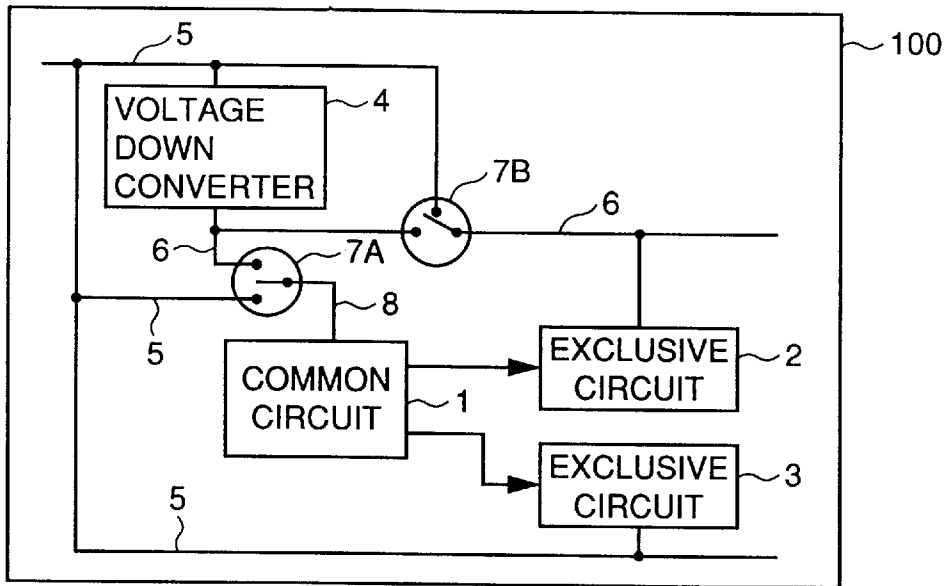 5
100
VOLTAGE
DOWN
CONVERTER
4
7B
6
6
7A
5
8
COMMON
CIRCUIT
1
EXCLUSIVE
CIRCUIT
2
EXCLUSIVE
CIRCUIT
3
5